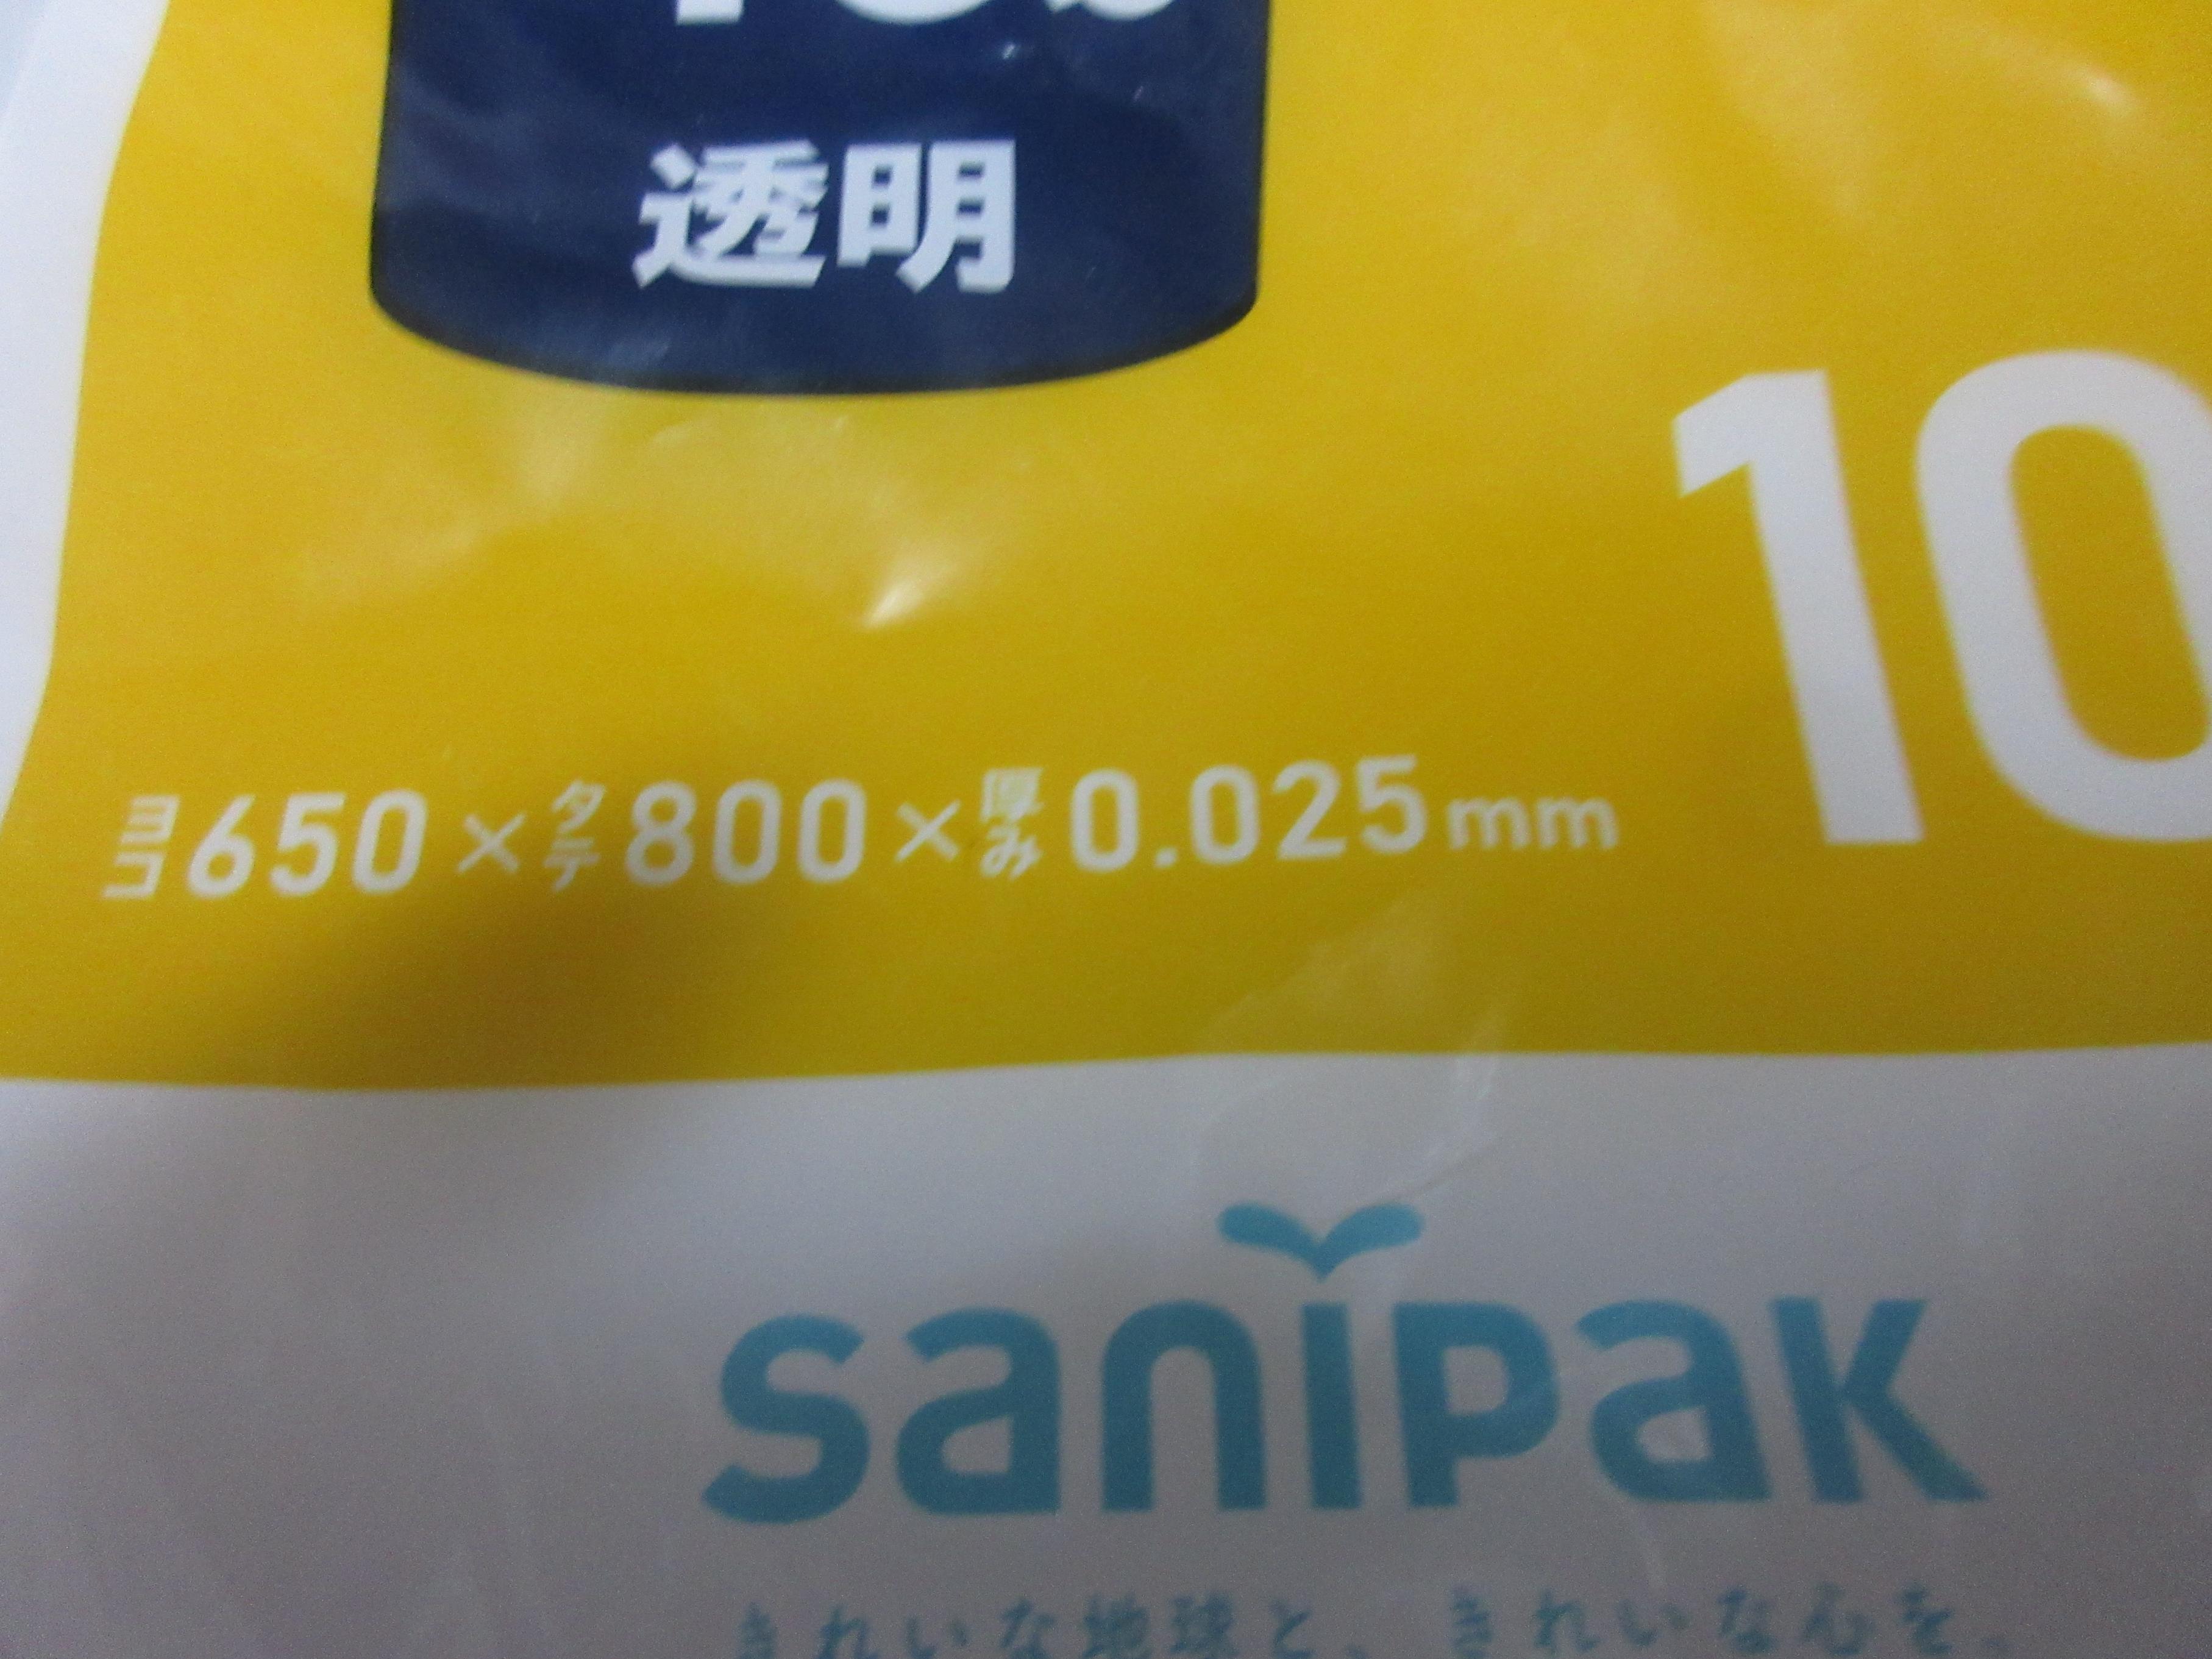 透明
10
ヨコ650×タテ800×厚み0.025mm
sanipak
きれいな地球と、きれいな心を。